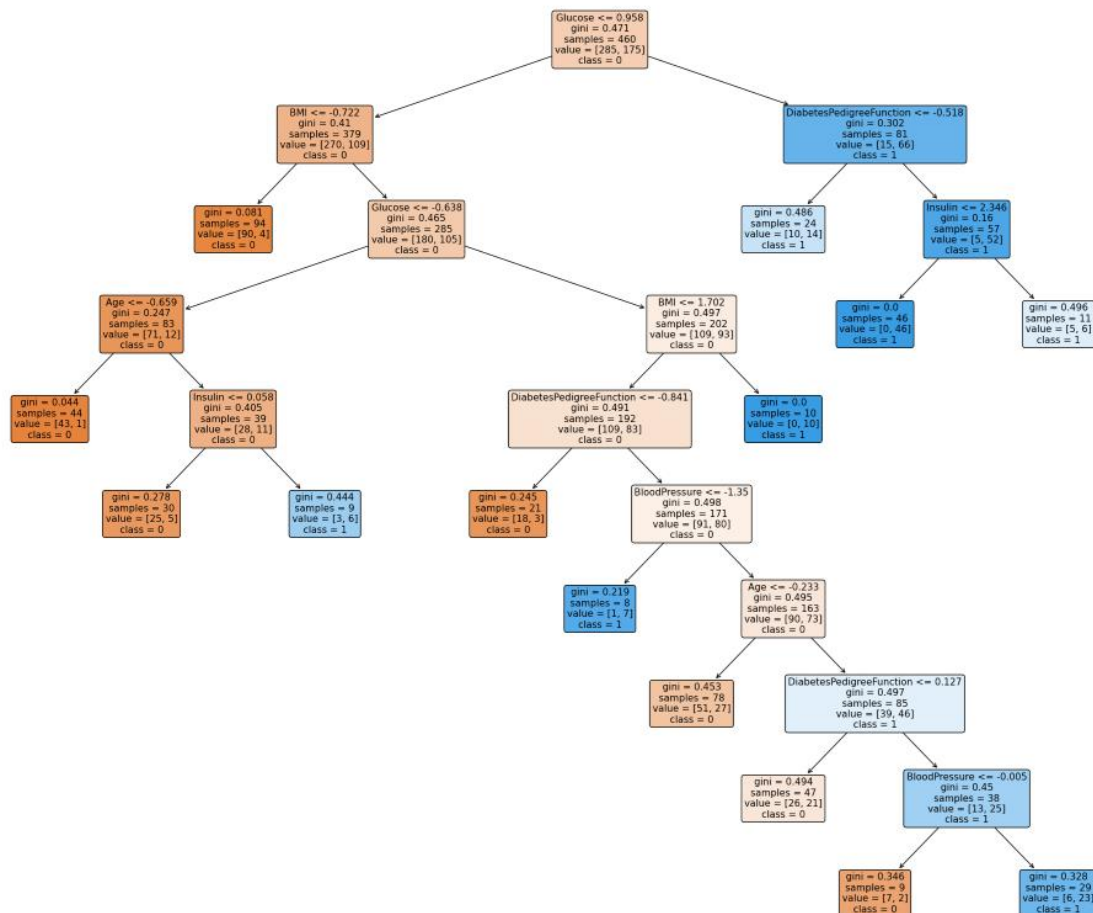 Glucose <= 0.958
gini = 0.471
samples = 460
value = [285, 175]
class = 0
BMI <= -0.722
gini = 0.41
samples = 379
value = [270, 109]
class = 0
DiabetesPedigreeFunction <= -0.518
gini = 0.302
samples = 81
value = [15, 66]
class = 1
gini = 0.081
samples = 94
value = [90, 4]
class = 0
Glucose <= -0.638
gini = 0.465
samples = 285
value = [180, 105]
class = 0
gini = 0.486
samples = 24
value = [10, 14]
class = 1
Insulin <= 2.346
gini = 0.16
samples = 57
value = [5, 52]
class = 1
Age <= -0.659
gini = 0.247
samples = 83
value = [71, 12]
class = 0
BMI <= 1.702
gini = 0.497
samples = 202
value = [109, 93]
class = 0
gini = 0.0
samples = 46
value = [0, 46]
class = 1
gini = 0.496
samples = 11
value = [5, 6]
class = 1
gini = 0.044
samples = 44
value = [43, 1]
class = 0
Insulin <= 0.058
gini = 0.405
samples = 39
value = [28, 11]
class = 0
DiabetesPedigreeFunction <= -0.841
gini = 0.491
samples = 192
value = [109, 83]
class = 0
gini = 0.0
samples = 10
value = [0, 10]
class = 1
gini = 0.278
samples = 30
value = [25, 5]
class = 0
gini = 0.444
samples = 9
value = [3, 6]
class = 1
gini = 0.245
samples = 21
value = [18, 3]
class = 0
BloodPressure <= -1.35
gini = 0.498
samples = 171
value = [91, 80]
class = 0
gini = 0.219
samples = 8
value = [1, 7]
class = 1
Age <= -0.233
gini = 0.495
samples = 163
value = [90, 73]
class = 0
gini = 0.453
samples = 78
value = [51, 27]
class = 0
DiabetesPedigreeFunction <= 0.127
gini = 0.497
samples = 85
value = [39, 46]
class = 1
gini = 0.494
samples = 47
value = [26, 21]
class = 0
BloodPressure <= -0.005
gini = 0.45
samples = 38
value = [13, 25]
class = 1
gini = 0.346
samples = 9
value = [7, 2]
class = 0
gini = 0.328
samples = 29
value = [6, 23]
class = 1